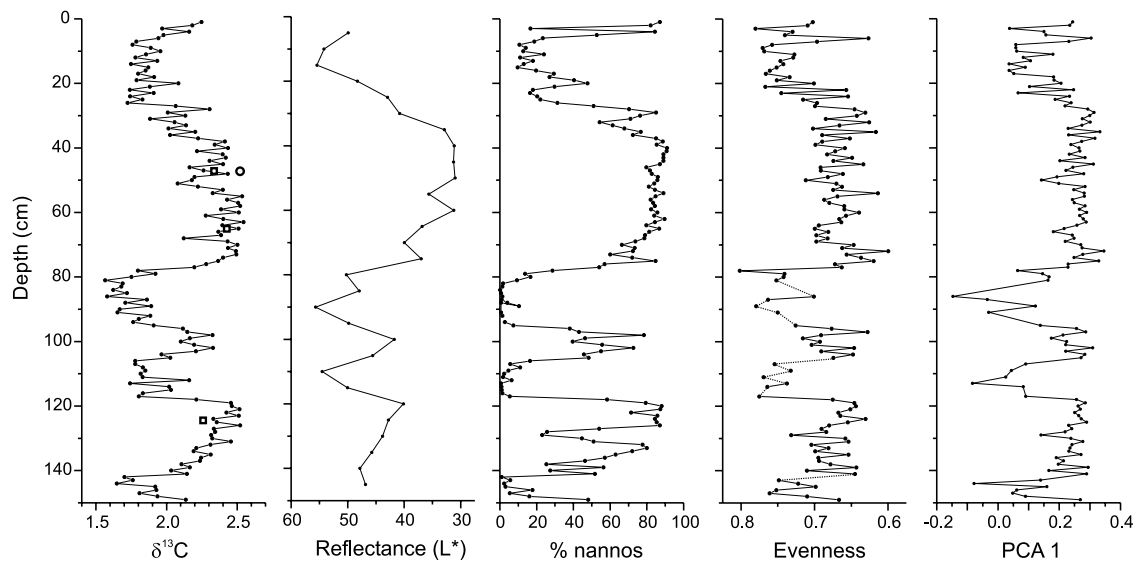 0
20
40
60
80
100
120
140
Depth (cm)
1.5 2.0 2.5
δ¹³C
60 50 40 30
Reflectance (L*)
0 20 40 60 80 100
% nannos
0.8 0.7 0.6
Evenness
-0.2 0.0 0.2 0.4
PCA 1